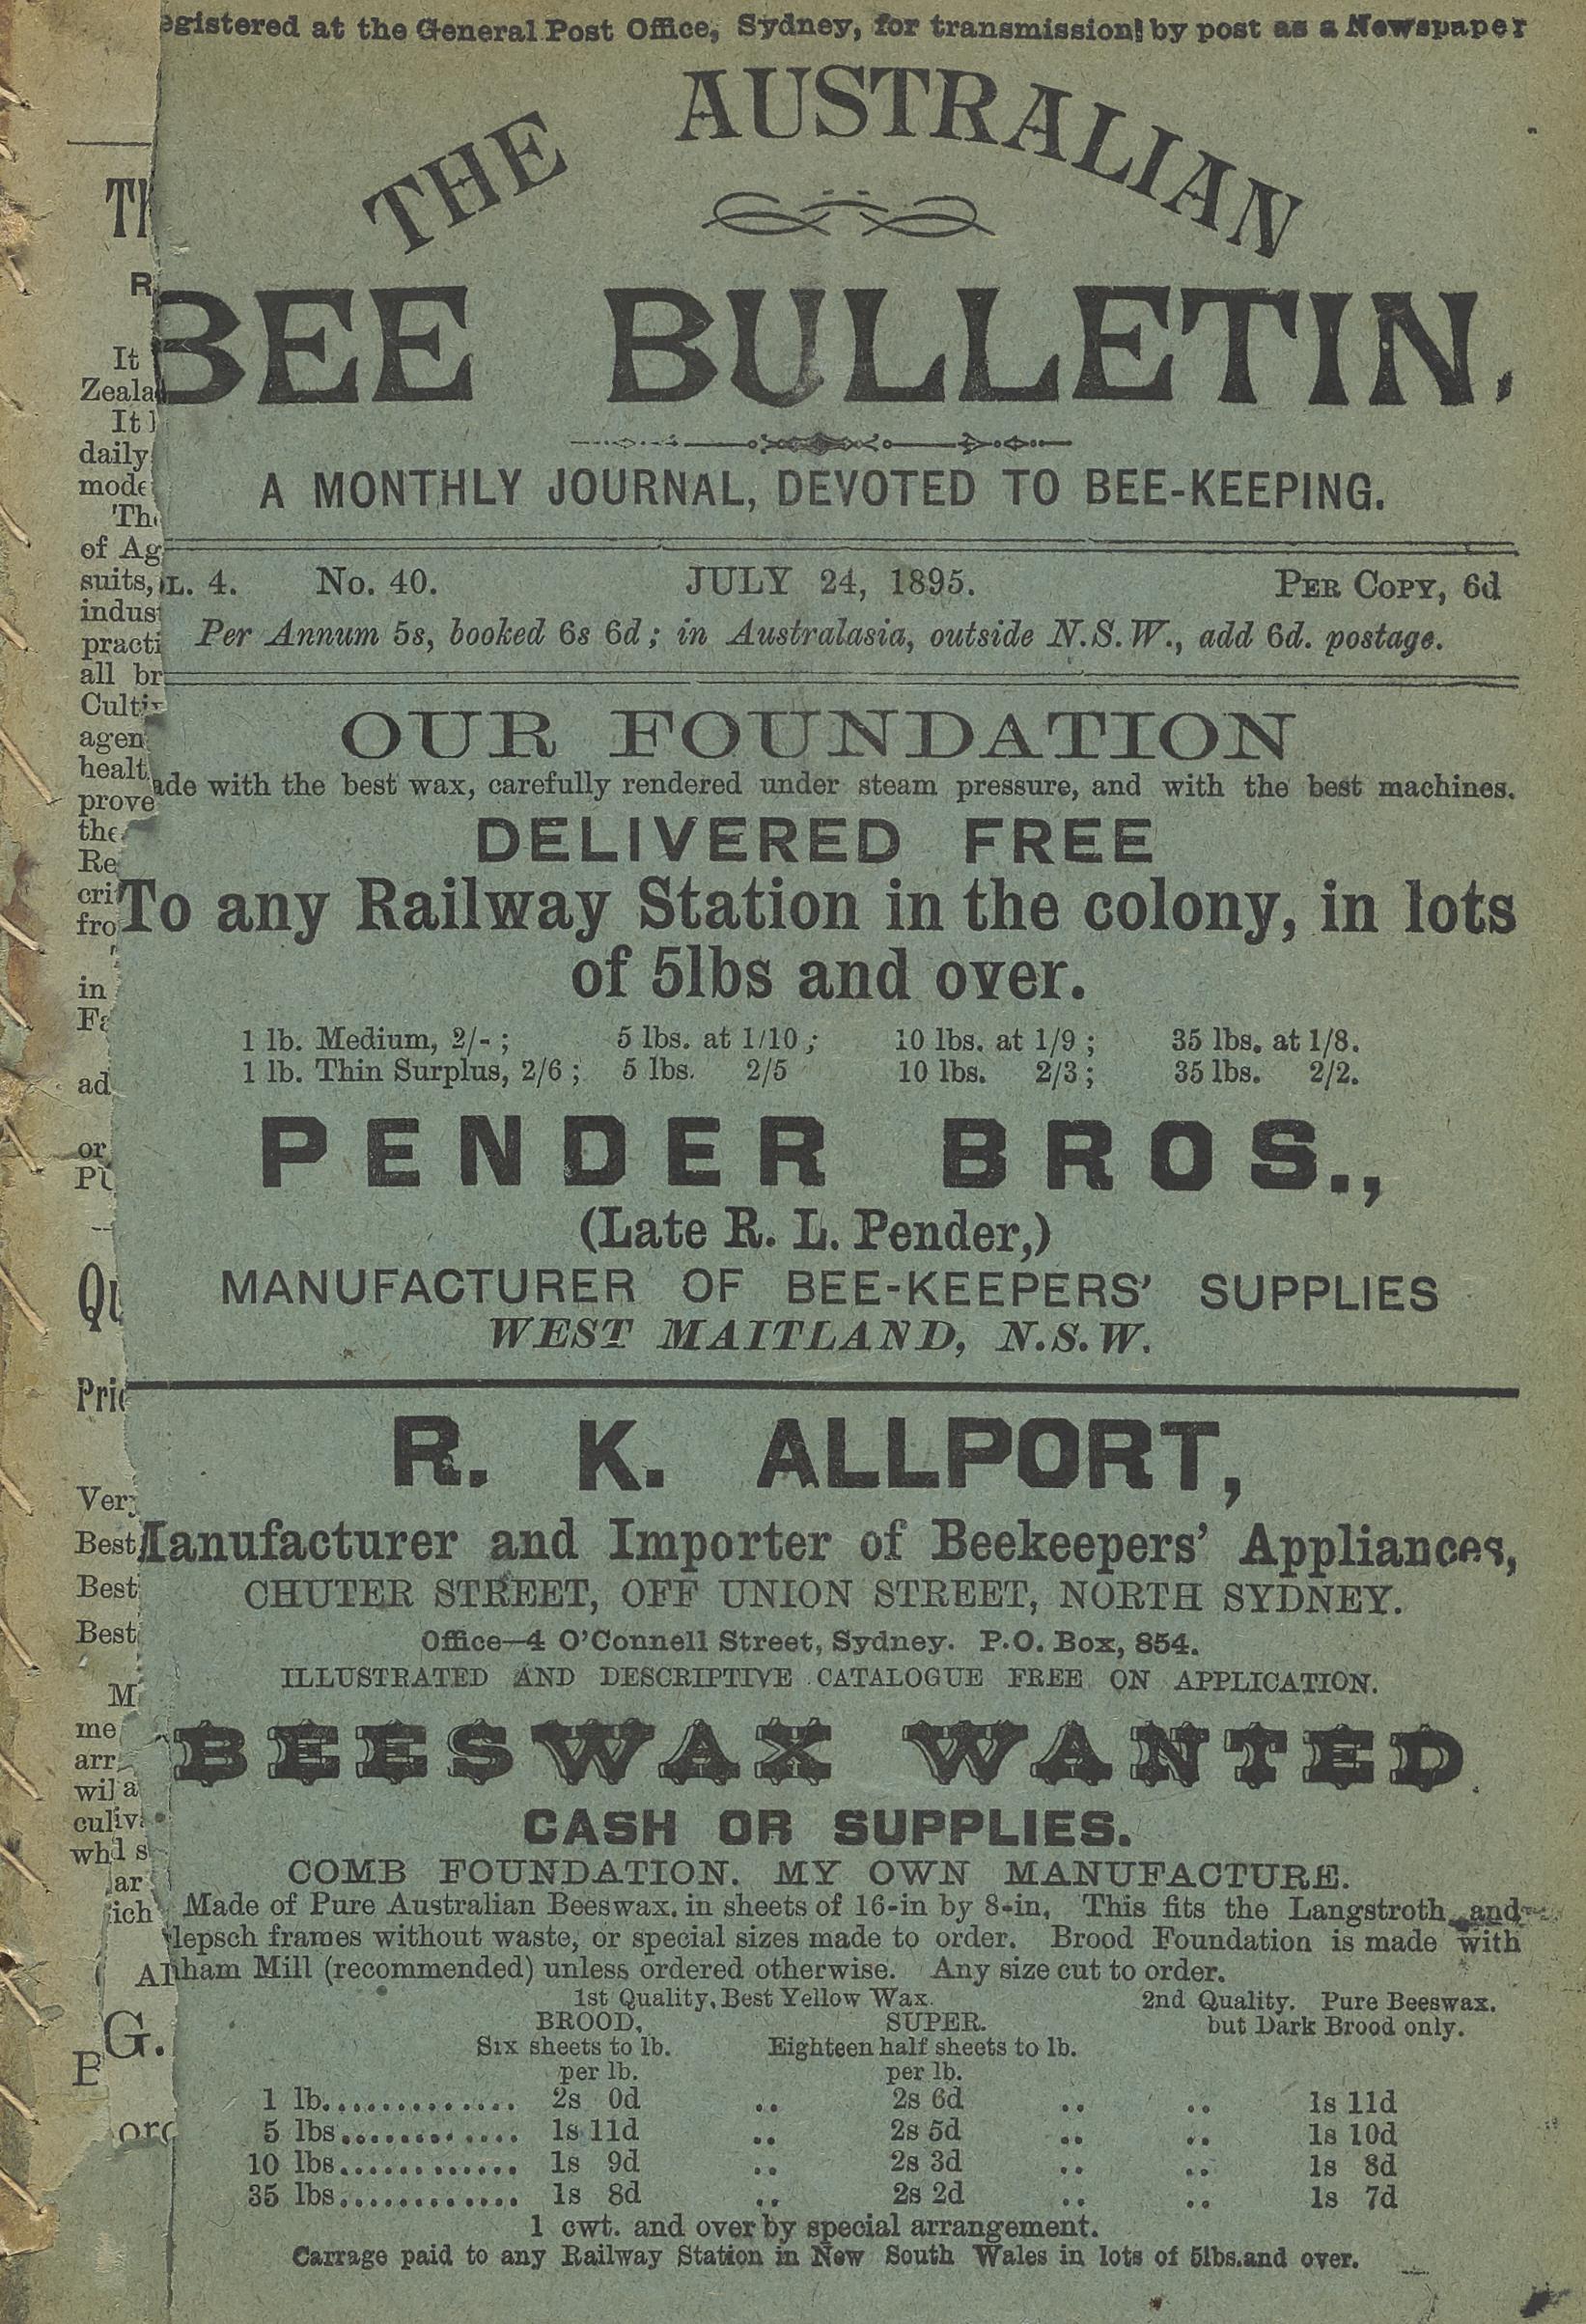 egistered at the General Post Office, Sydney, for transmission by post as a Newspaper
THE AUSTRALIAN
BEE BULLETIN.
A MONTHLY JOURNAL, DEVOTED TO BEE-KEEPING.
L. 4. No. 40. JULY 24, 1895. PER COPY, 6d
Per Annum 5s, booked 6s 6d; in Australasia, outside N.S.W., add 6d. postage.
OUR FOUNDATION
ade with the best wax, carefully rendered under steam pressure, and with the best machines.
DELIVERED FREE
To any Railway Station in the colony, in lots
of 5lbs and over.
1 lb. Medium, 2/- ; 5 lbs. at 1/10 ; 10 lbs. at 1/9 ; 35 lbs. at 1/8.
1 lb. Thin Surplus, 2/6 ; 5 lbs. 2/5 10 lbs. 2/3 ; 35 lbs. 2/2.
PENDER BROS.,
(Late R. L. Pender,)
MANUFACTURER OF BEE-KEEPERS' SUPPLIES
WEST MAITLAND, N.S.W.
R. K. ALLPORT,
Manufacturer and Importer of Beekeepers' Appliances,
CHUTER STREET, OFF UNION STREET, NORTH SYDNEY.
Office—4 O'Connell Street, Sydney. P.O. Box, 854.
ILLUSTRATED AND DESCRIPTIVE CATALOGUE FREE ON APPLICATION.
BEESWAX WANTED
CASH OR SUPPLIES.
COMB FOUNDATION. MY OWN MANUFACTURE.
Made of Pure Australian Beeswax. in sheets of 16-in by 8-in. This fits the Langstroth and
lepsch frames without waste, or special sizes made to order. Brood Foundation is made with
ham Mill (recommended) unless ordered otherwise. Any size cut to order.
1st Quality, Best Yellow Wax. 2nd Quality. Pure Beeswax.
BROOD, SUPER. but Dark Brood only.
Six sheets to lb. Eighteen half sheets to lb.
per lb. per lb.
1 lb.............. 2s 0d .. 2s 6d .. .. 1s 11d
5 lbs............. 1s 11d .. 2s 5d .. .. 1s 10d
10 lbs............. 1s 9d .. 2s 3d .. .. 1s 8d
35 lbs............. 1s 8d .. 2s 2d .. .. 1s 7d
1 cwt. and over by special arrangement.
Carrage paid to any Railway Station in New South Wales in lots of 5lbs.and over.